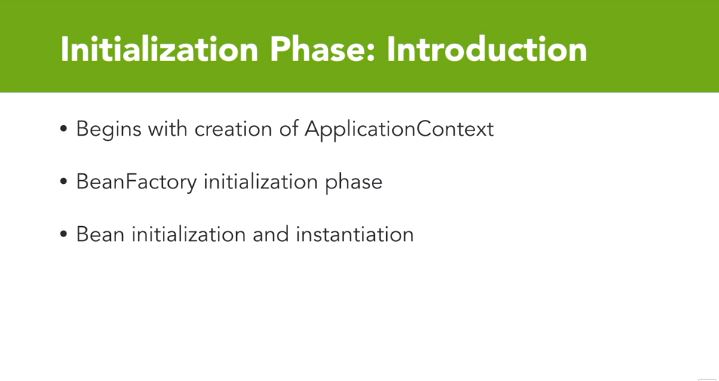 Initialization Phase: Introduction
• Begins with creation of ApplicationContext
• BeanFactory initialization phase
• Bean initialization and instantiation